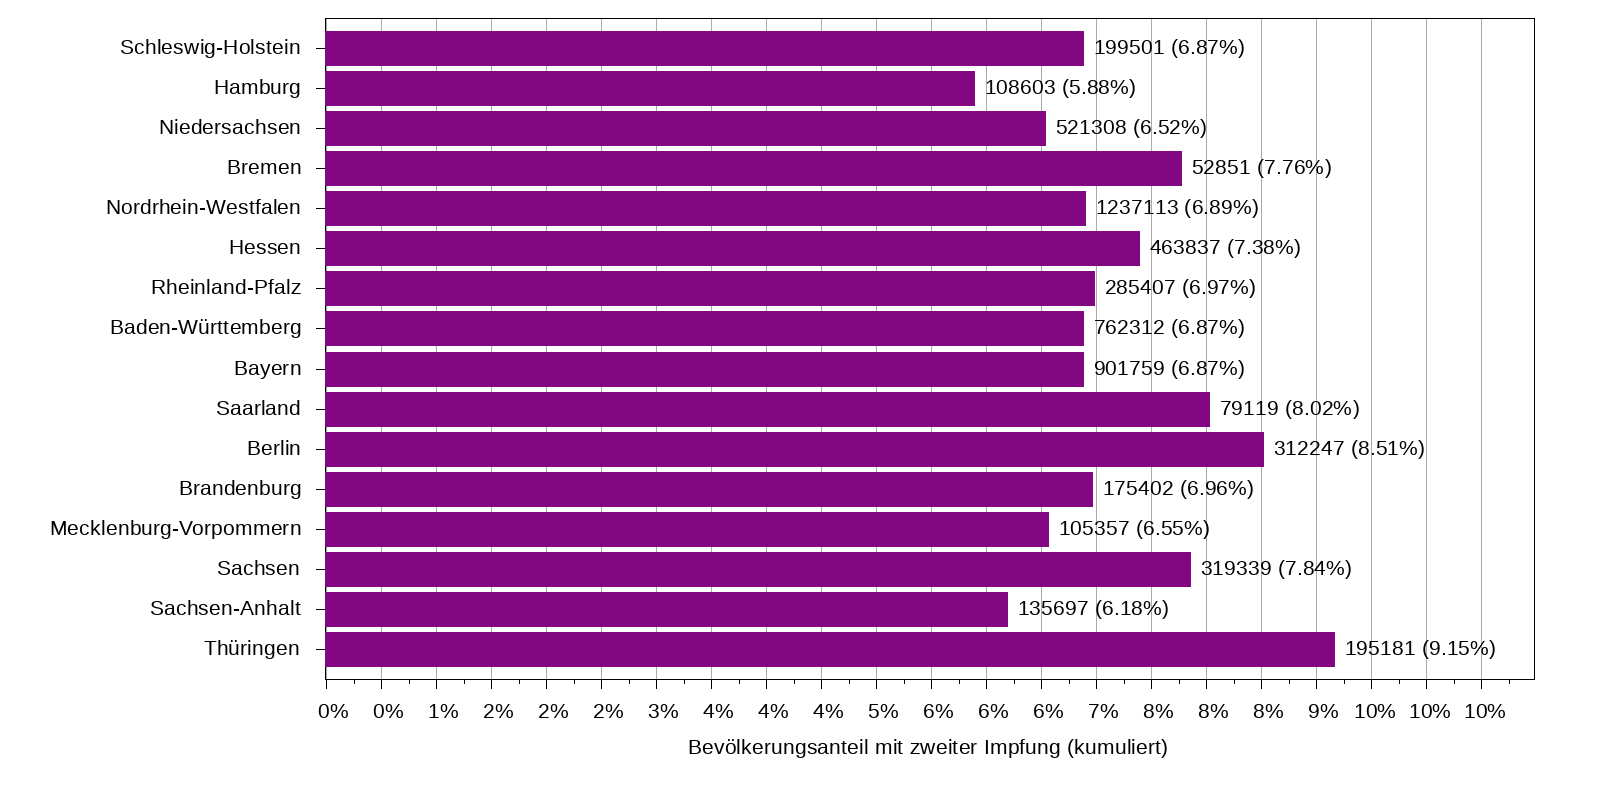 Schleswig-Holstein 199501 (6.87%)
Hamburg 108603 (5.88%)
Niedersachsen 521308 (6.52%)
Bremen 52851 (7.76%)
Nordrhein-Westfalen 1237113 (6.89%)
Hessen 463837 (7.38%)
Rheinland-Pfalz 285407 (6.97%)
Baden-Württemberg 762312 (6.87%)
Bayern 901759 (6.87%)
Saarland 79119 (8.02%)
Berlin 312247 (8.51%)
Brandenburg 175402 (6.96%)
Mecklenburg-Vorpommern 105357 (6.55%)
Sachsen 319339 (7.84%)
Sachsen-Anhalt 135697 (6.18%)
Thüringen 195181 (9.15%)
0% 0% 1% 2% 2% 2% 3% 4% 4% 4% 5% 6% 6% 6% 7% 8% 8% 8% 9% 10% 10% 10%
Bevölkerungsanteil mit zweiter Impfung (kumuliert)